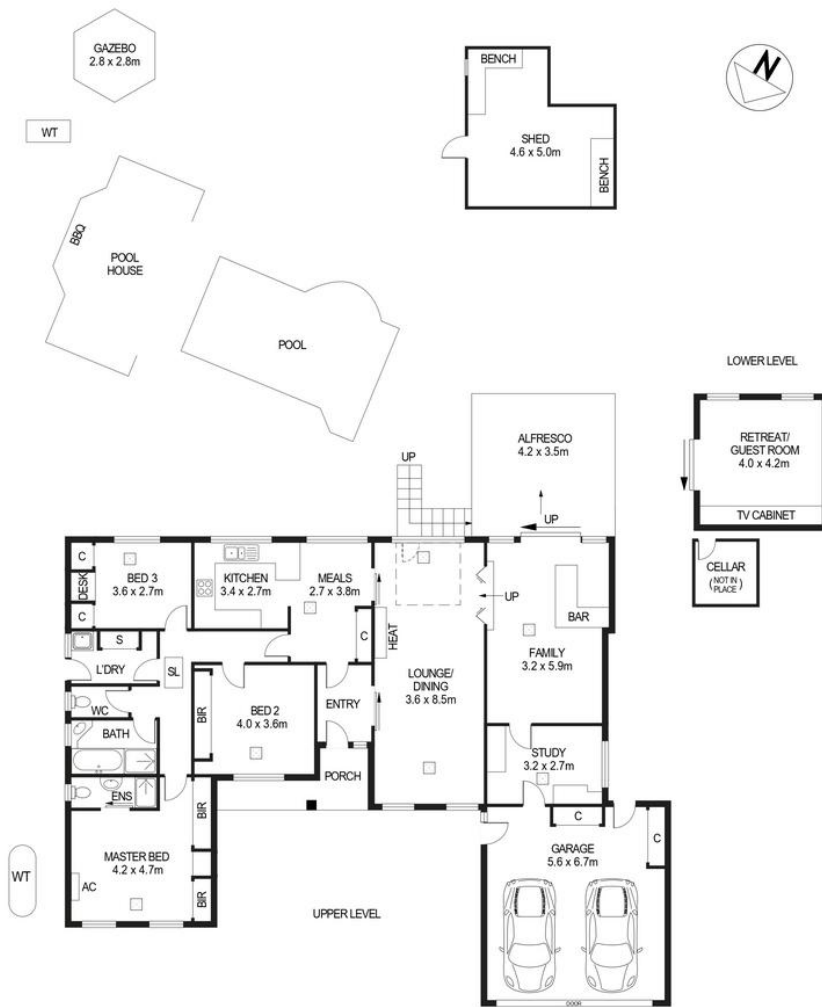 GAZEBO
2.8 x 2.8m
WT
N
BENCH
SHED
4.6 x 5.0m
BENCH
BBQ
POOL
HOUSE
POOL
LOWER LEVEL
RETREAT/
GUEST ROOM
4.0 x 4.2m
TV CABINET
CELLAR
(NOT IN
PLACE)
ALFRESCO
4.2 x 3.5m
UP
UP
C
BED 3
3.6 x 2.7m
DESK
C
KITCHEN
3.4 x 2.7m
MEALS
2.7 x 3.8m
C
HEAT
UP
BAR
FAMILY
3.2 x 5.9m
LOUNGE/
DINING
3.6 x 8.5m
S
L'DRY
SL
WC
BATH
BIR
BED 2
4.0 x 3.6m
ENTRY
PORCH
STUDY
3.2 x 2.7m
ENS
BIR
MASTER BED
4.2 x 4.7m
AC
BIR
WT
UPPER LEVEL
C
C
GARAGE
5.6 x 6.7m
DOOR